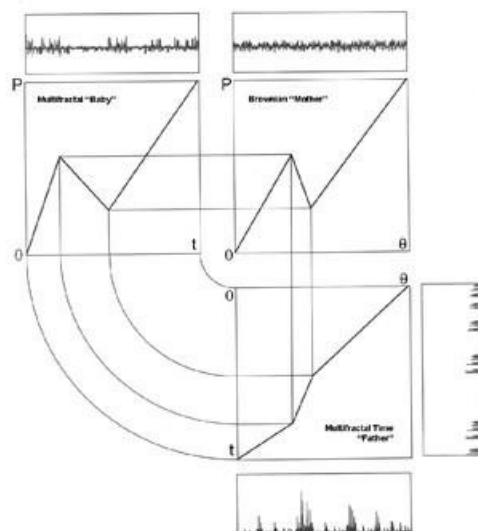 P
Multifractal "Baby"
0
t
P
Brownian "Mother"
0
θ
0
θ
Multifractal Time
"Father"
t